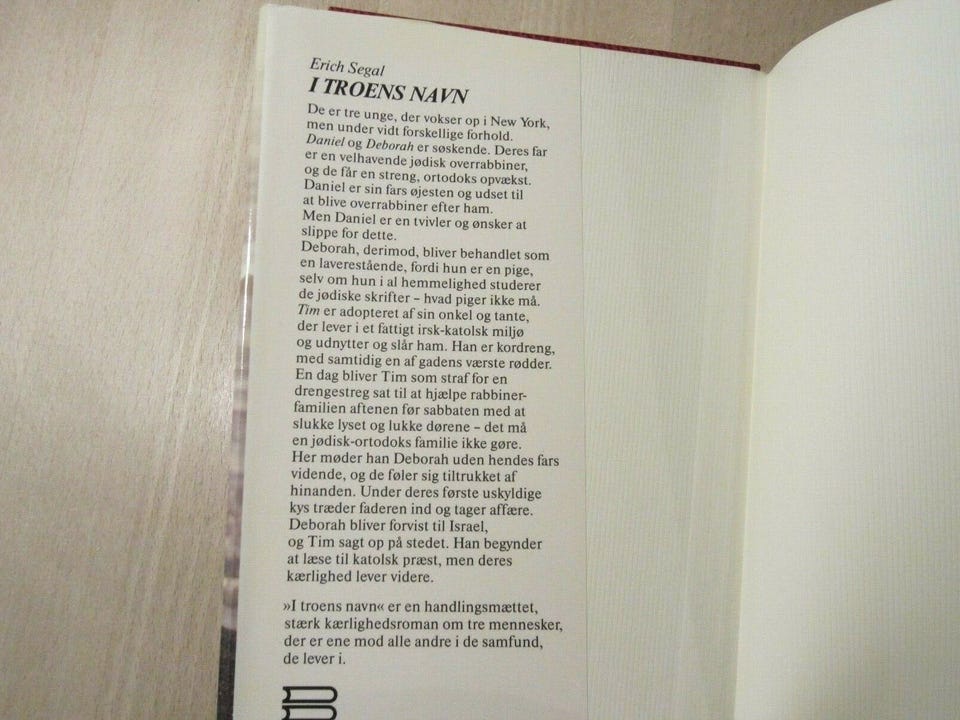 Erich Segal
I TROENS NAVN
De er tre unge, der vokser op i New York,
men under vidt forskellige forhold.
Daniel og Deborah er søskende. Deres far
er en velhavende jødisk overrabbiner,
og de får en streng, ortodoks opvækst.
Daniel er sin fars øjesten og udset til
at blive overrabbiner efter ham.
Men Daniel er en tvivler og ønsker at
slippe for dette.
Deborah, derimod, bliver behandlet som
en laverestående, fordi hun er en pige,
selv om hun i al hemmelighed studerer
de jødiske skrifter – hvad piger ikke må.
Tim er adopteret af sin onkel og tante,
der lever i et fattigt irsk-katolsk miljø
og udnytter og slår ham. Han er kordreng,
med samtidig en af gadens værste rødder.
En dag bliver Tim som straf for en
drengestreg sat til at hjælpe rabbiner-
familien aftenen før sabbaten med at
slukke lyset og lukke dørene – det må
en jødisk-ortodoks familie ikke gøre.
Her møder han Deborah uden hendes fars
vidende, og de føler sig tiltrukket af
hinanden. Under deres første uskyldige
kys træder faderen ind og tager affære.
Deborah bliver forvist til Israel,
og Tim sagt op på stedet. Han begynder
at læse til katolsk præst, men deres
kærlighed lever videre.
»I troens navn« er en handlingsmættet,
stærk kærlighedsroman om tre mennesker,
der er ene mod alle andre i de samfund,
de lever i.